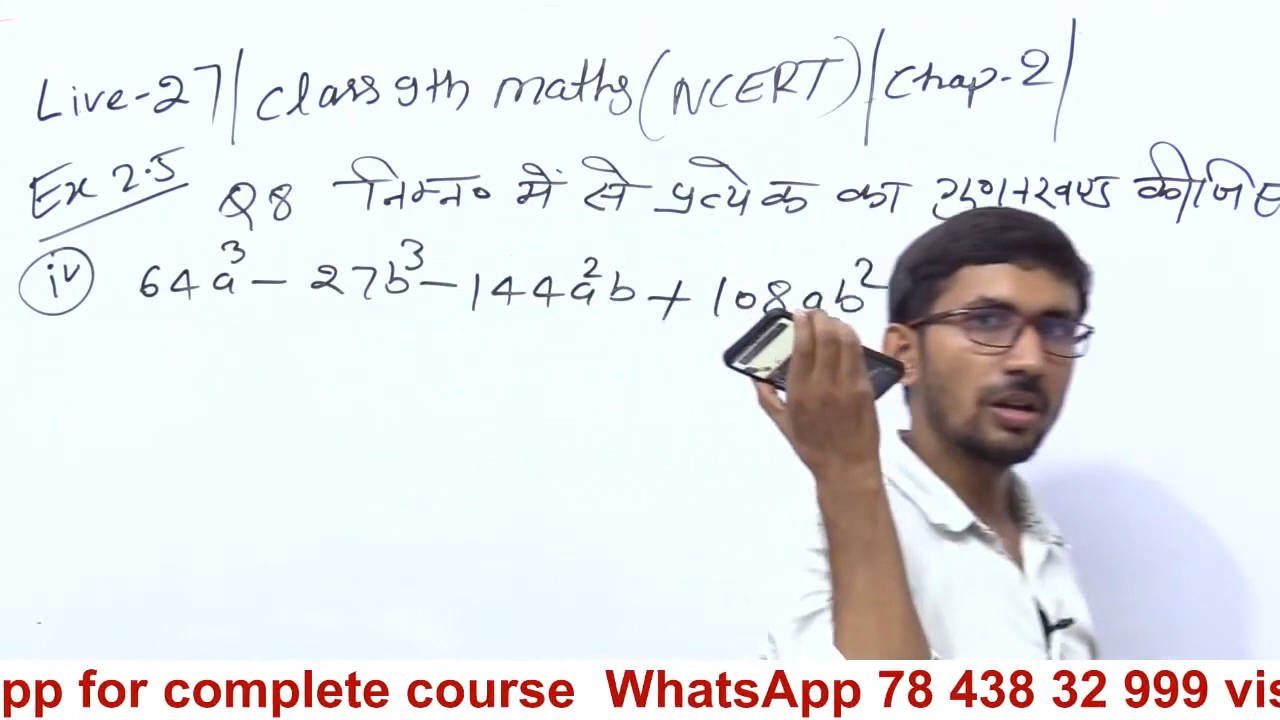 Live-27 | Class 9th maths (NCERT) | Chap-2 |
Ex 2.5 Q8 निम्न० में से प्रत्येक का गुणनखण्ड कीजिए
iv 64a³ - 27b³ - 144a²b + 108ab²
pp for complete course WhatsApp 78 438 32 999 vis